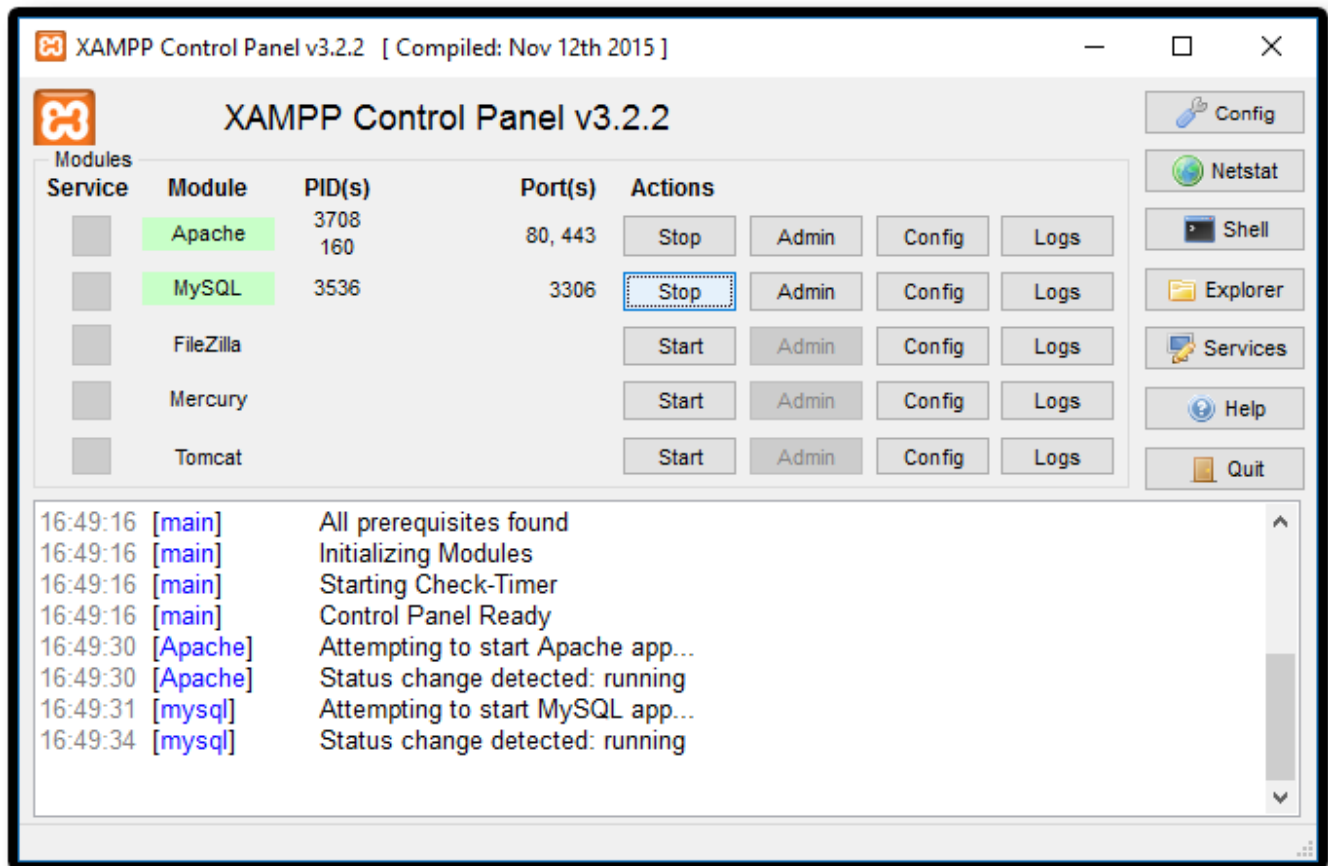 XAMPP Control Panel v3.2.2 [ Compiled: Nov 12th 2015 ]
XAMPP Control Panel v3.2.2
Modules
Service Module PID(s) Port(s) Actions
Apache 3708 160 80, 443 Stop Admin Config Logs
MySQL 3536 3306 Stop Admin Config Logs
FileZilla Start Admin Config Logs
Mercury Start Admin Config Logs
Tomcat Start Admin Config Logs
Config
Netstat
Shell
Explorer
Services
Help
Quit
16:49:16 [main] All prerequisites found
16:49:16 [main] Initializing Modules
16:49:16 [main] Starting Check-Timer
16:49:16 [main] Control Panel Ready
16:49:30 [Apache] Attempting to start Apache app...
16:49:30 [Apache] Status change detected: running
16:49:31 [mysql] Attempting to start MySQL app...
16:49:34 [mysql] Status change detected: running